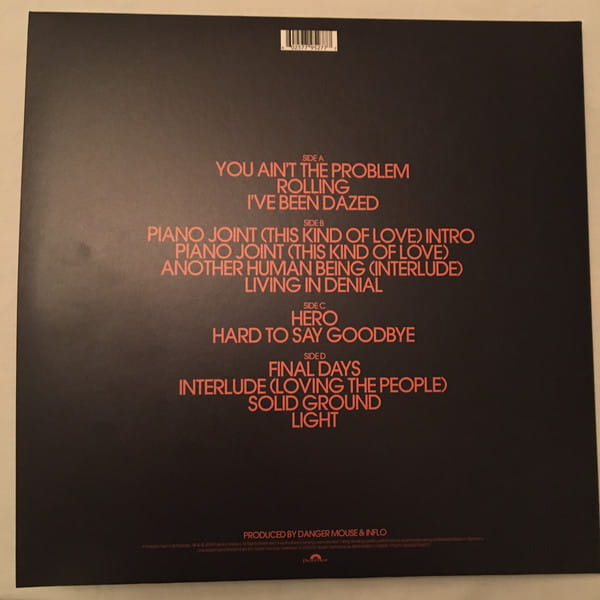 SIDE A
YOU AIN'T THE PROBLEM
ROLLING
I'VE BEEN DAZED
SIDE B
PIANO JOINT (THIS KIND OF LOVE) INTRO
PIANO JOINT (THIS KIND OF LOVE)
ANOTHER HUMAN BEING (INTERLUDE)
LIVING IN DENIAL
SIDE C
HERO
HARD TO SAY GOODBYE
SIDE D
FINAL DAYS
INTERLUDE (LOVING THE PEOPLE)
SOLID GROUND
LIGHT
PRODUCED BY DANGER MOUSE & INFLO